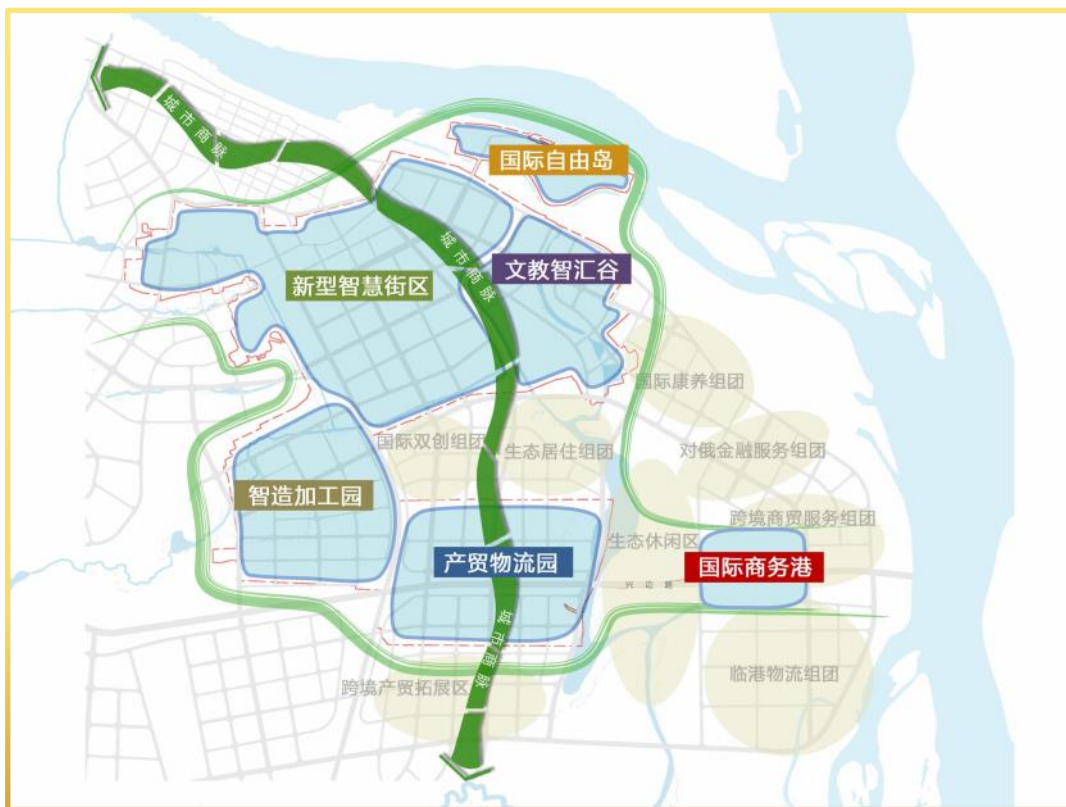 城市商脉
国际自由岛
城市商脉
文教智汇谷
新型智慧街区
国际康养组团
国际双创组团
生态居住组团
对俄金融服务组团
智造加工园
跨境商贸服务组团
生态休闲区
产贸物流园
国际商务港
兴边路
城市商脉
临港物流组团
跨境产贸拓展区